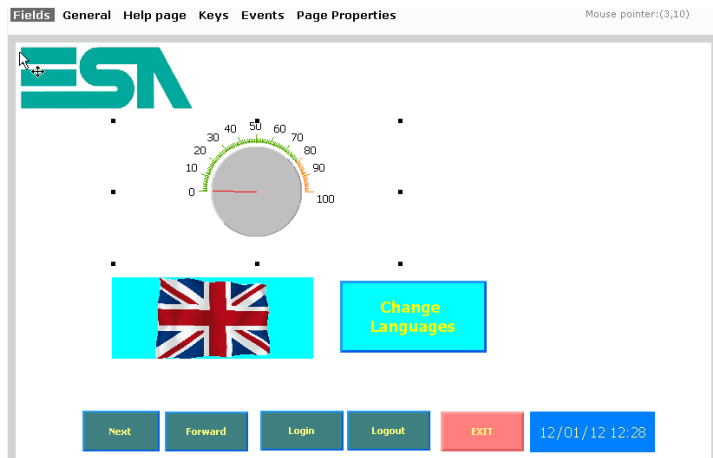 Fields General Help page Keys Events Page Properties Mouse pointer:(3,10)
ESA
0 10 20 30 40 50 60 70 80 90 100
Change
Languages
Next Forward Login Logout EXIT 12/01/12 12:28